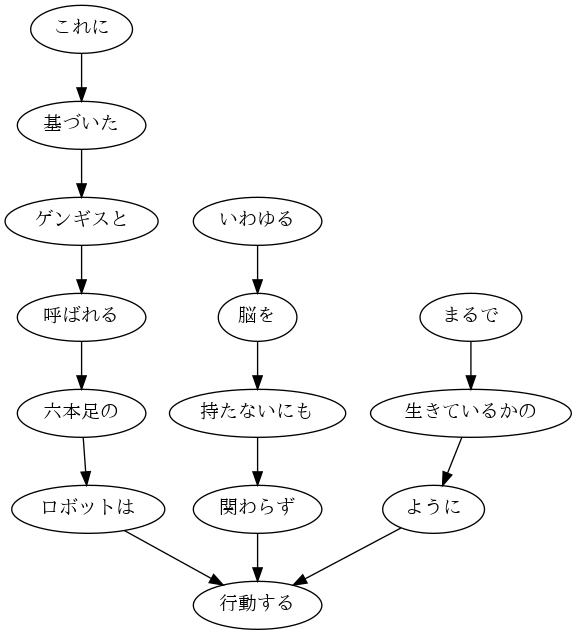 これに
基づいた
ゲンギスと
いわゆる
呼ばれる
脳を
まるで
六本足の
持たないにも
生きているかの
ロボットは
関わらず
ように
行動する